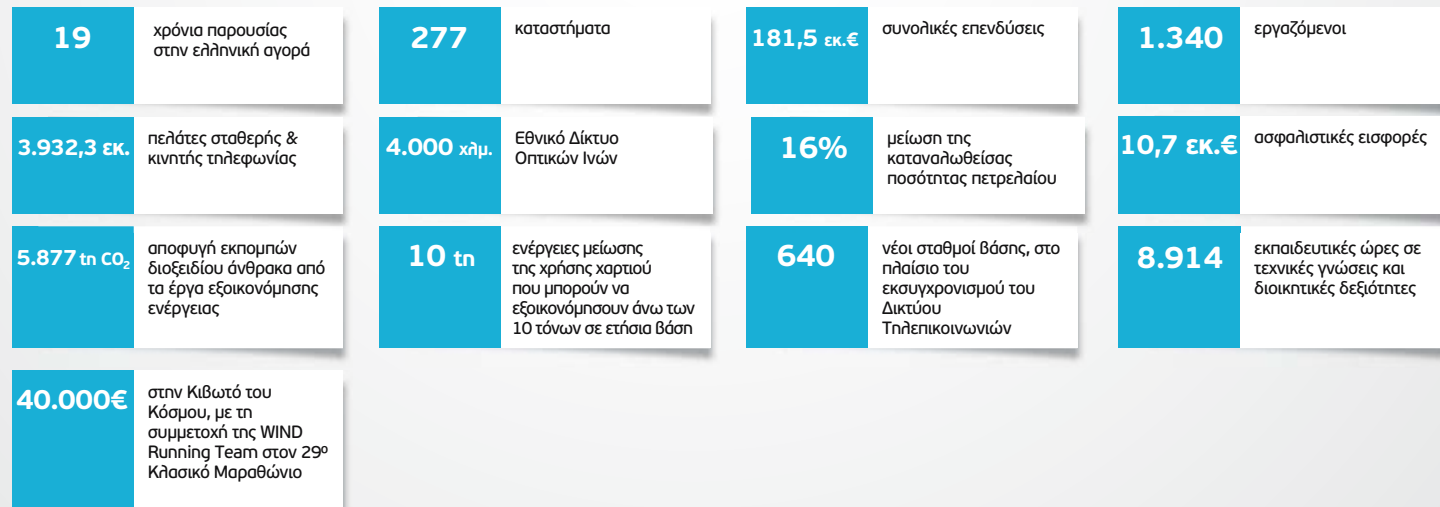 19
χρόνια παρουσίας
στην ελληνική αγορά
277
καταστήματα
181,5 εκ.€
συνολικές επενδύσεις
1.340
εργαζόμενοι
3.932,3 εκ.
πελάτες σταθερής &
κινητής τηλεφωνίας
4.000 χλμ.
Εθνικό Δίκτυο
Οπτικών Ινών
16%
μείωση της
καταναλωθείσας
ποσότητας πετρελαίου
10,7 εκ.€
ασφαλιστικές εισφορές
5.877 τη CO₂
αποφυγή εκπομπών
διοξειδίου άνθρακα από
τα έργα εξοικονόμησης
ενέργειας
10 τη
ενέργειες μείωσης
της χρήσης χαρτιού
που μπορούν να
εξοικονόμησουν άνω των
10 τόνων σε ετήσια βάση
640
νέοι σταθμοί βάσης, στο
πλαίσιο του
εκσυγχρονισμού του
Δικτύου
Τηλεπικοινωνιών
8.914
εκπαιδευτικές ώρες σε
τεχνικές γνώσεις και
διοικητικές δεξιότητες
40.000€
στην Κιβωτό του
Κόσμου, με τη
συμμετοχή της WIND
Running Team στον 29º
Κλασικό Μαραθώνιο